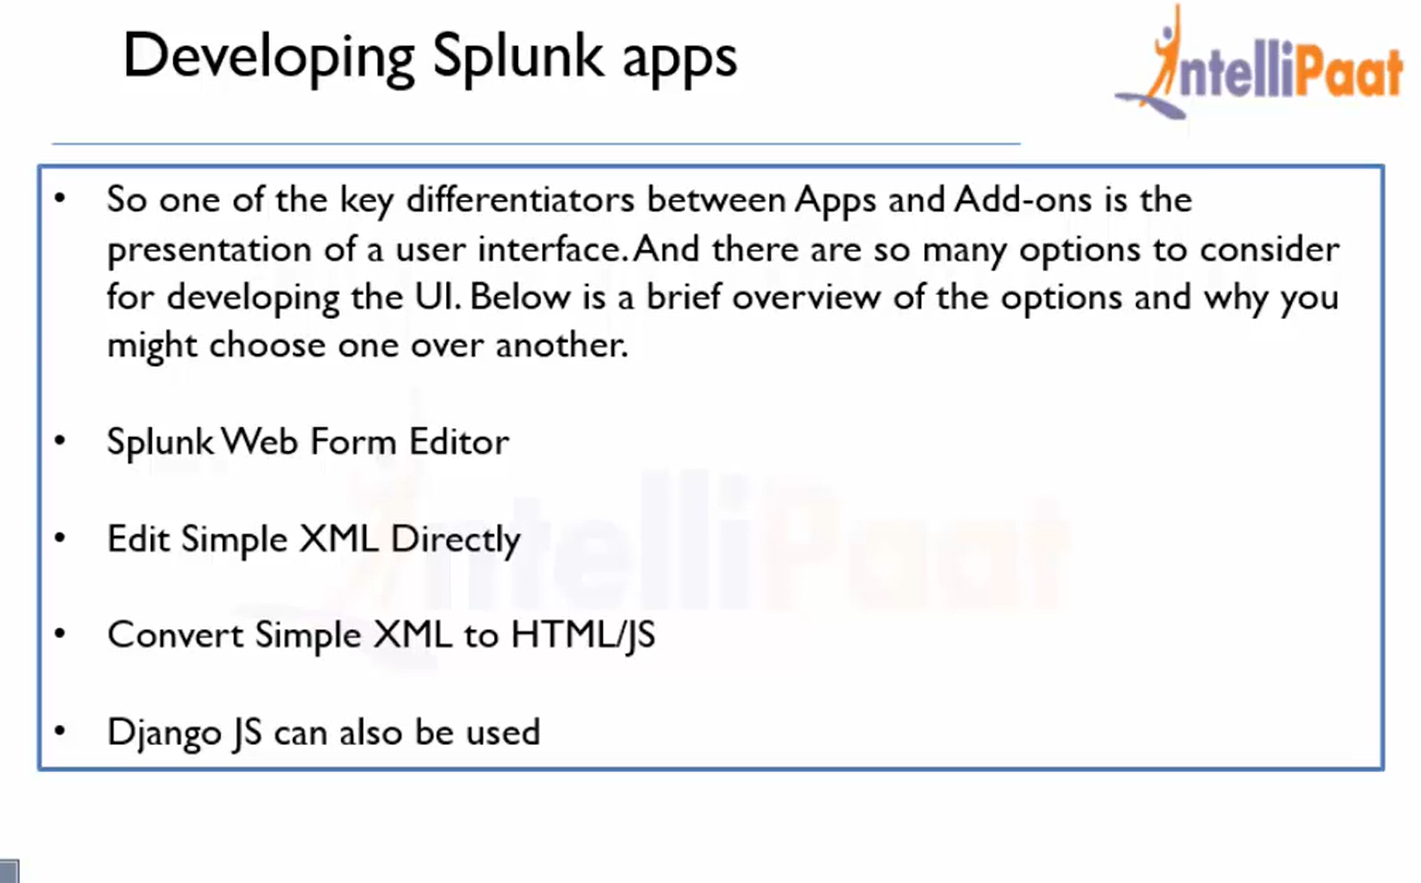 Developing Splunk apps
IntelliPaat
• So one of the key differentiators between Apps and Add-ons is the
presentation of a user interface. And there are so many options to consider
for developing the UI. Below is a brief overview of the options and why you
might choose one over another.
• Splunk Web Form Editor
• Edit Simple XML Directly
• Convert Simple XML to HTML/JS
• Django JS can also be used
IntelliPaat